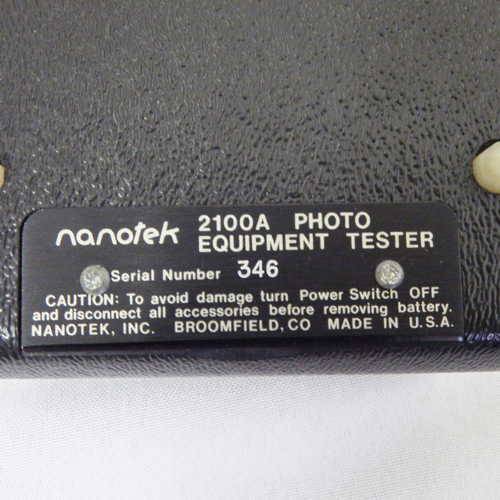 nanotek 2100A PHOTO
EQUIPMENT TESTER
Serial Number 346
CAUTION: To avoid damage turn Power Switch OFF
and disconnect all accessories before removing battery.
NANOTEK, INC. BROOMFIELD, CO MADE IN U.S.A.